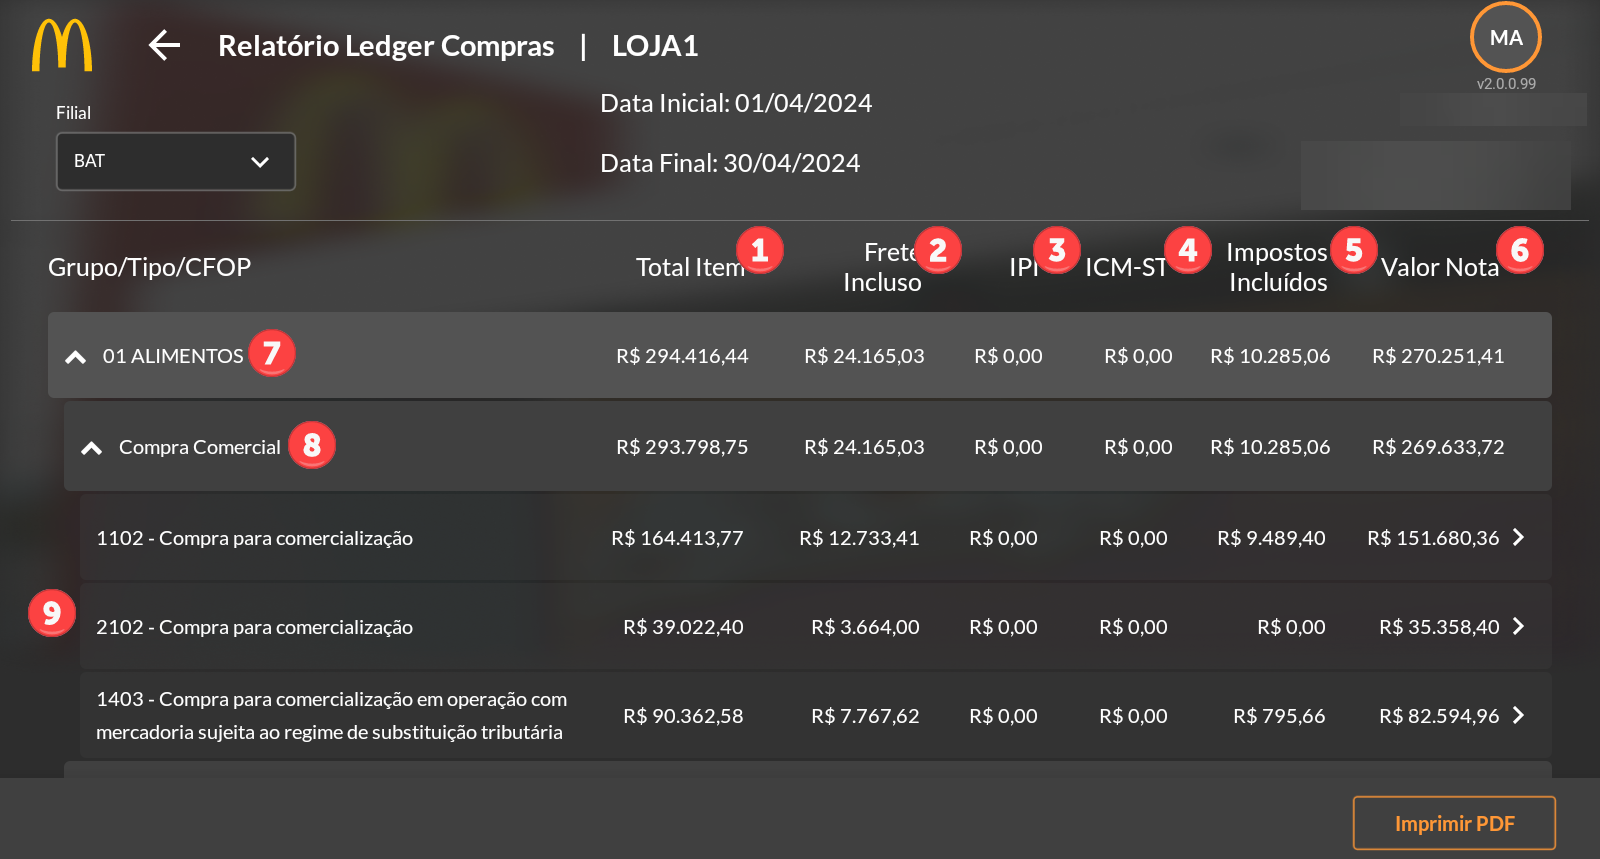 Relatório Ledger Compras | LOJA1
MA
v2.0.0.99
Data Inicial: 01/04/2024
Filial
BAT
Data Final: 30/04/2024
Grupo/Tipo/CFOP Total Item 1 Frete Incluso 2 IPI 3 ICM-ST 4 Impostos Incluídos 5 Valor Nota 6
01 ALIMENTOS 7 R$ 294.416,44 R$ 24.165,03 R$ 0,00 R$ 0,00 R$ 10.285,06 R$ 270.251,41
Compra Comercial 8 R$ 293.798,75 R$ 24.165,03 R$ 0,00 R$ 0,00 R$ 10.285,06 R$ 269.633,72
1102 - Compra para comercialização R$ 164.413,77 R$ 12.733,41 R$ 0,00 R$ 0,00 R$ 9.489,40 R$ 151.680,36
9 2102 - Compra para comercialização R$ 39.022,40 R$ 3.664,00 R$ 0,00 R$ 0,00 R$ 0,00 R$ 35.358,40
1403 - Compra para comercialização em operação com
mercadoria sujeita ao regime de substituição tributária R$ 90.362,58 R$ 7.767,62 R$ 0,00 R$ 0,00 R$ 795,66 R$ 82.594,96
Imprimir PDF